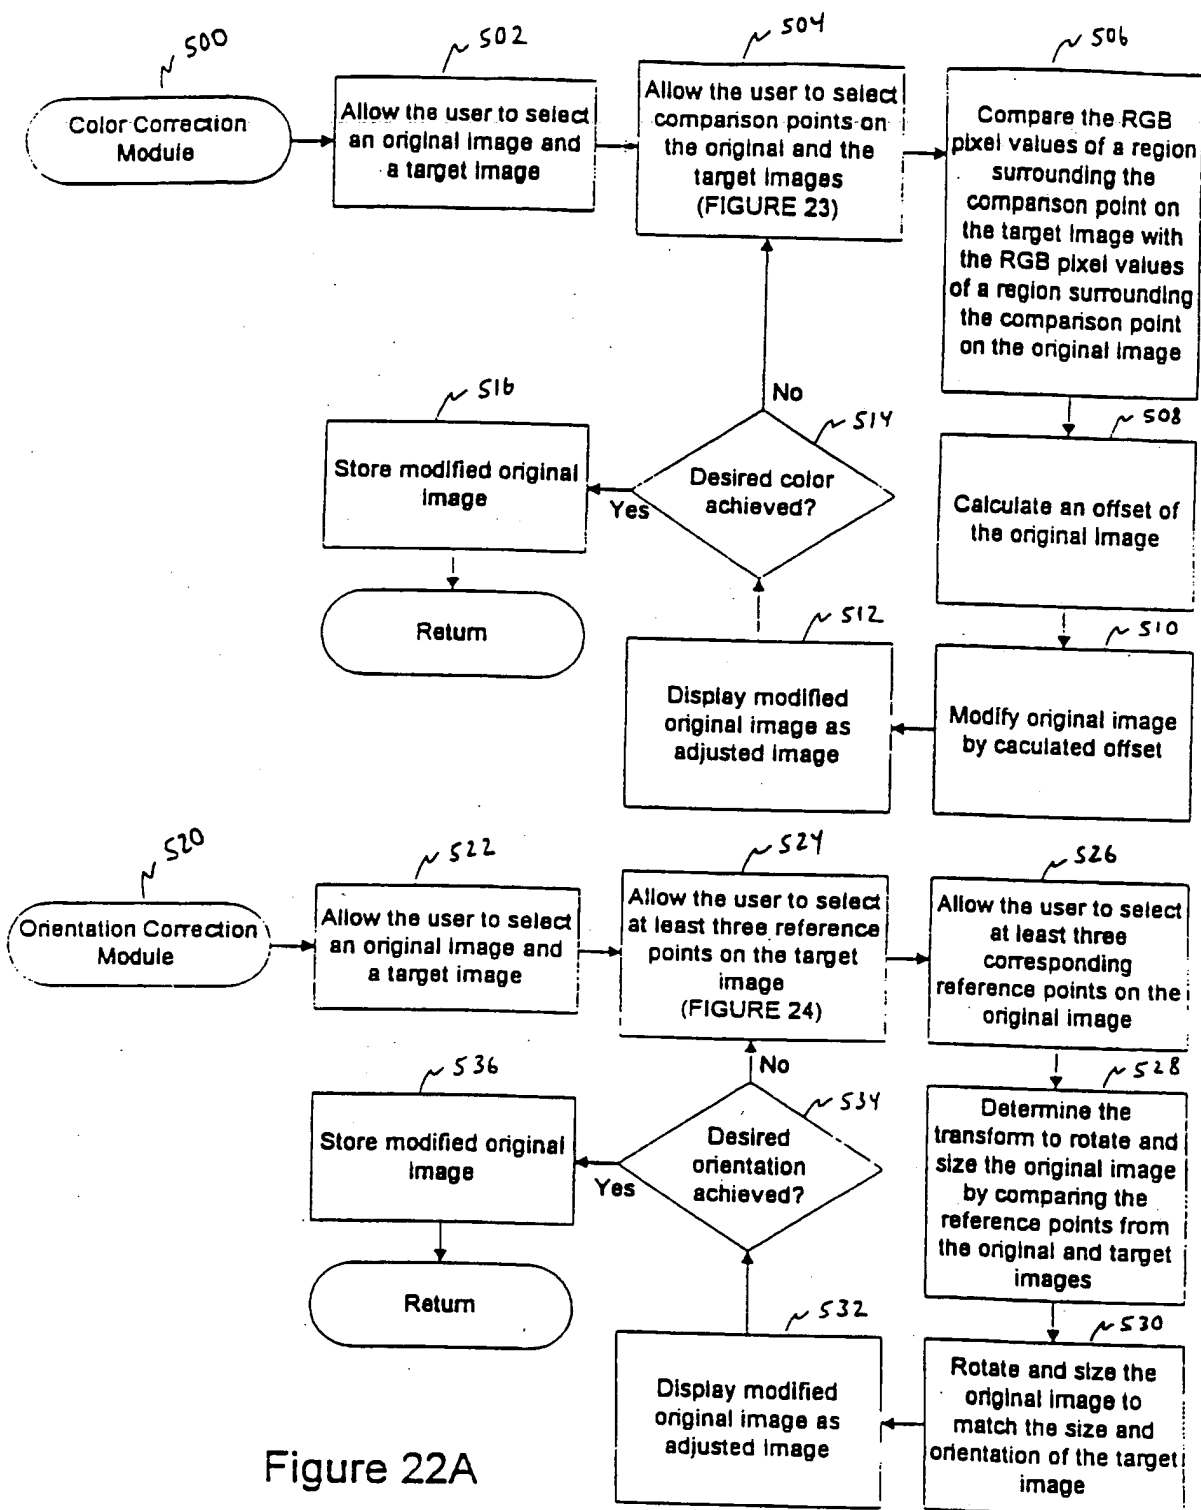 500
Color Correction
Module
502
Allow the user to select
an original image and
a target image
504
Allow the user to select
comparison points on
the original and the
target images
(FIGURE 23)
506
Compare the RGB
pixel values of a region
surrounding the
comparison point on
the target image with
the RGB pixel values
of a region surrounding
the comparison point
on the original image
508
Calculate an offset of
the original image
510
Modify original image
by caculated offset
512
Display modified
original image as
adjusted image
514
Desired color
achieved?
No
Yes
516
Store modified original
image
Return
520
Orientation Correction
Module
522
Allow the user to select
an original image and
a target image
524
Allow the user to select
at least three reference
points on the target
image
(FIGURE 24)
526
Allow the user to select
at least three
corresponding
reference points on the
original image
528
Determine the
transform to rotate and
size the original image
by comparing the
reference points from
the original and target
images
530
Rotate and size the
original image to
match the size and
orientation of the target
image
532
Display modified
original image as
adjusted image
534
Desired
orientation
achieved?
No
Yes
536
Store modified original
image
Return
Figure 22A